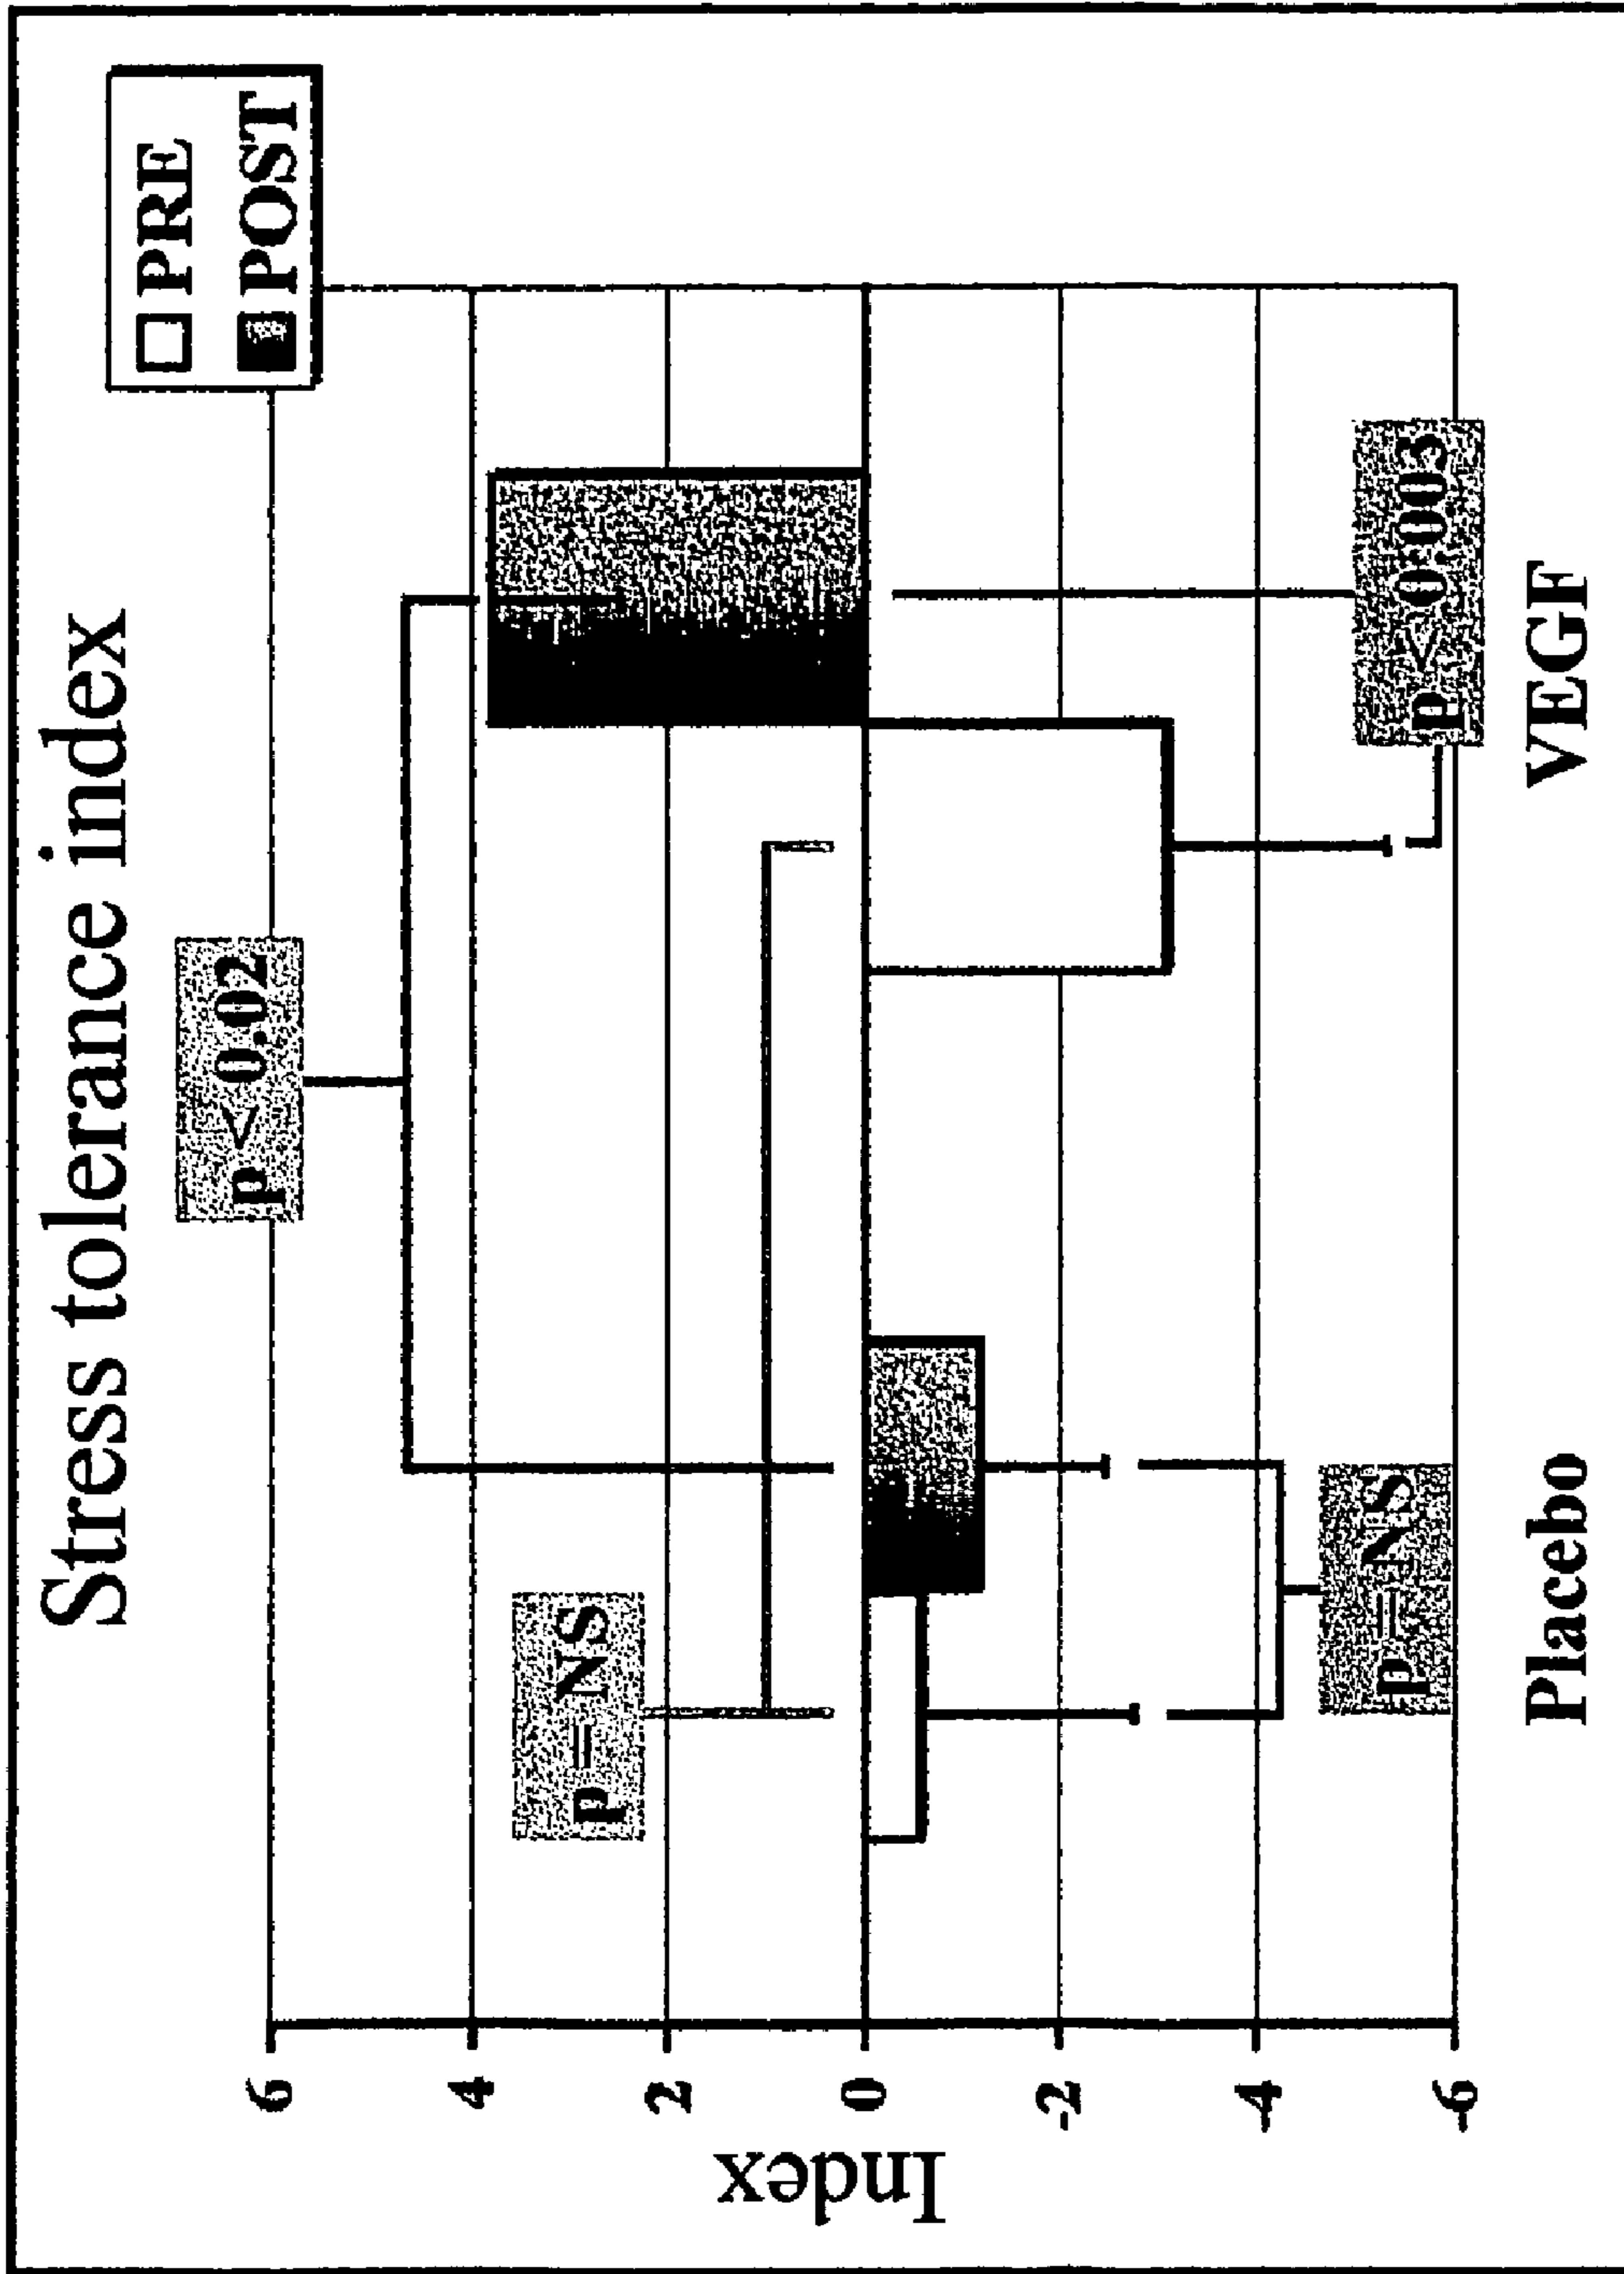 Stress tolerance index
PRE
POST
p < 0.02
p = NS
6
4
2
0
-2
-4
-6
Index
p = NS
p < 0.003
Placebo
VEGF